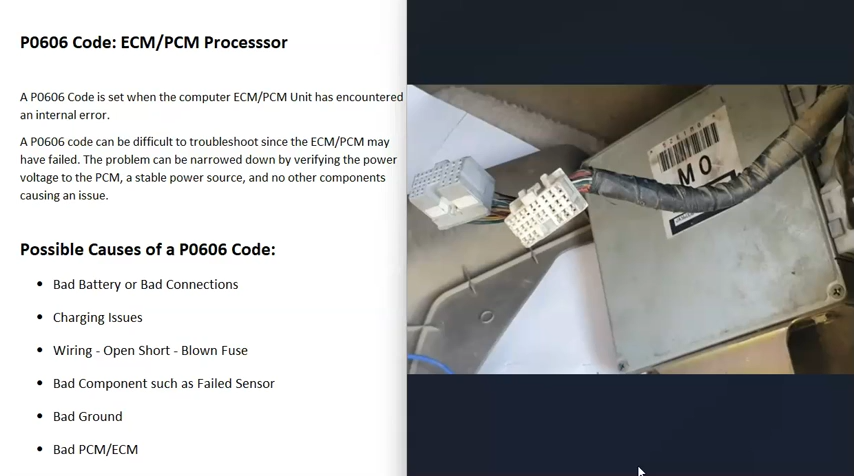 P0606 Code: ECM/PCM Processsor
A P0606 Code is set when the computer ECM/PCM Unit has encountered
an internal error.
A P0606 code can be difficult to troubleshoot since the ECM/PCM may
have failed. The problem can be narrowed down by verifying the power
voltage to the PCM, a stable power source, and no other components
causing an issue.
Possible Causes of a P0606 Code:
• Bad Battery or Bad Connections
• Charging Issues
• Wiring - Open Short - Blown Fuse
• Bad Component such as Failed Sensor
• Bad Ground
• Bad PCM/ECM
MO